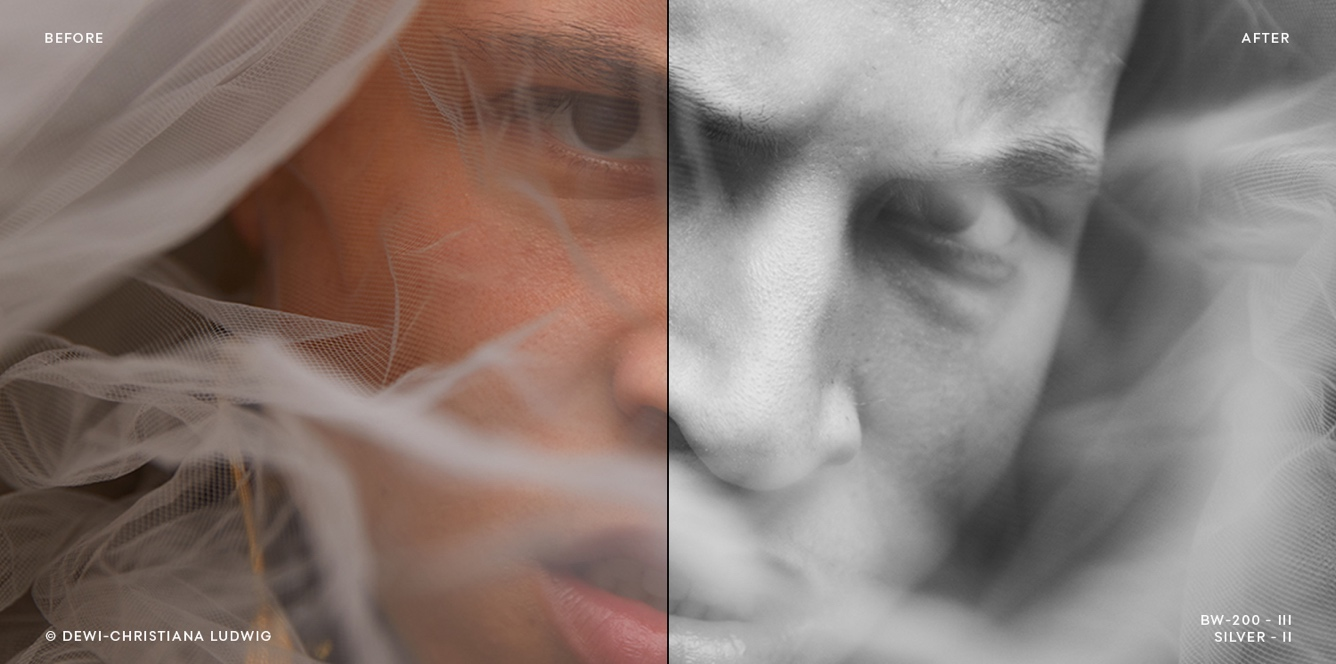 BEFORE
AFTER
© DEWI-CHRISTIANA LUDWIG
BW-200 - III
SILVER - II